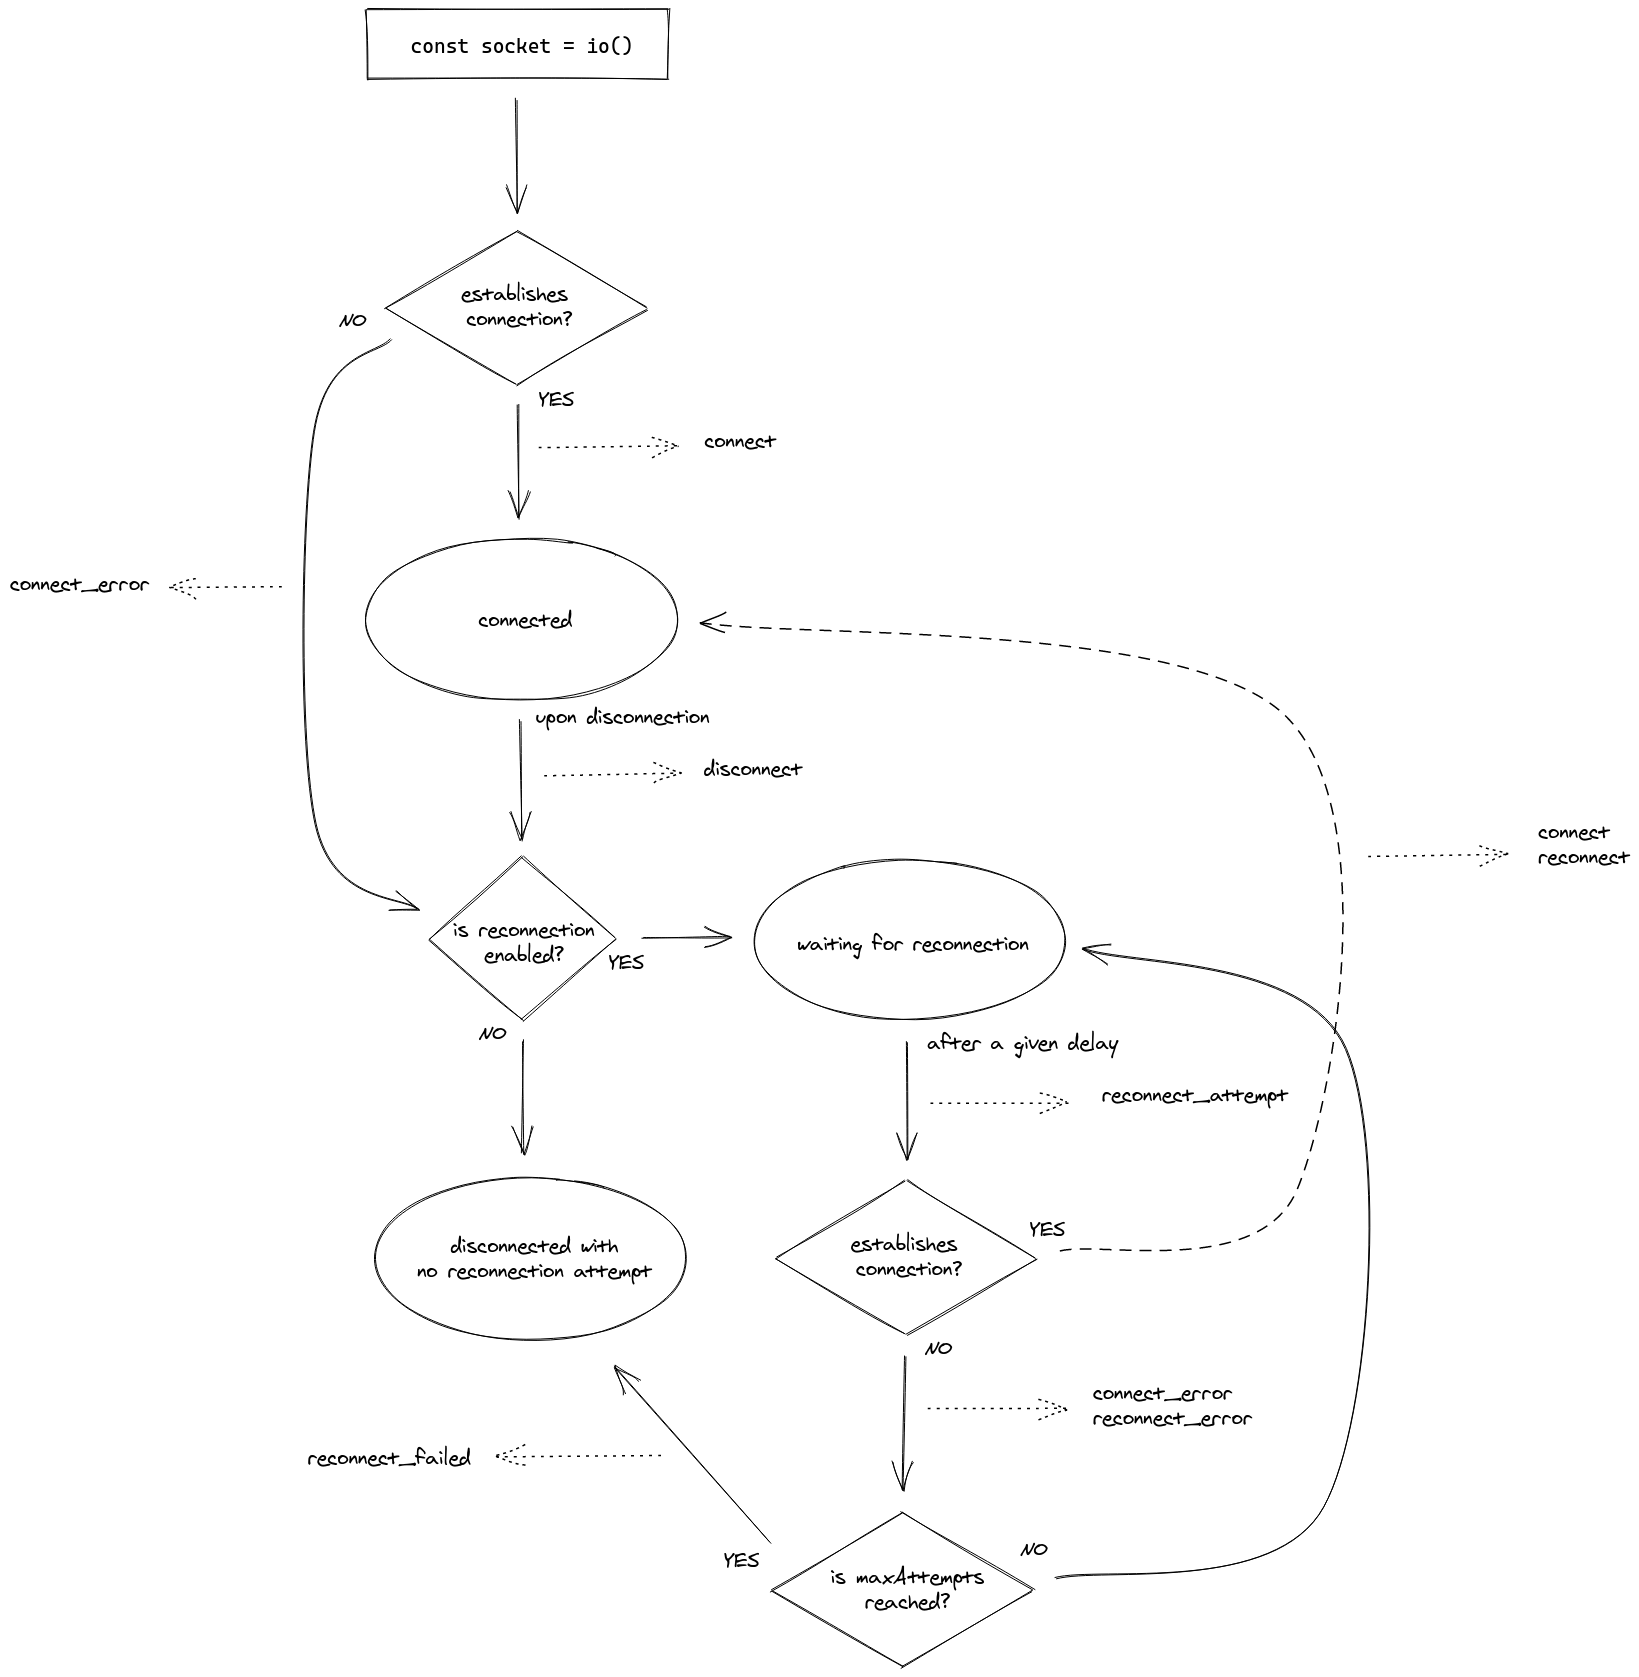 const socket = io()
establishes
connection?
NO
YES
connect
connect_error
connected
upon disconnection
disconnect
connect
reconnect
is reconnection
enabled?
YES
waiting for reconnection
NO
after a given delay
reconnect_attempt
disconnected with
no reconnection attempt
establishes
connection?
YES
NO
connect_error
reconnect_error
reconnect_failed
YES
NO
is maxAttempts
reached?